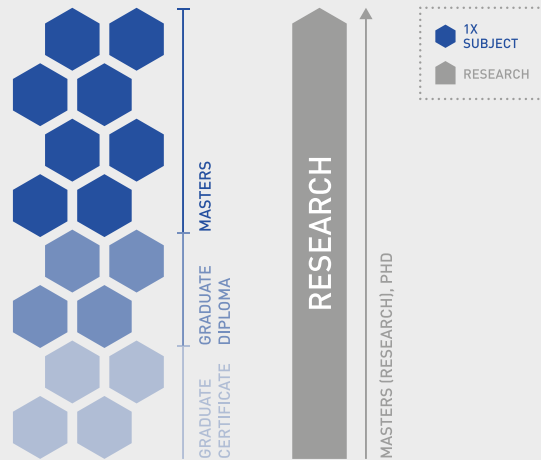 1X
SUBJECT
RESEARCH
MASTERS
GRADUATE
DIPLOMA
GRADUATE
CERTIFICATE
RESEARCH
MASTERS (RESEARCH), PHD